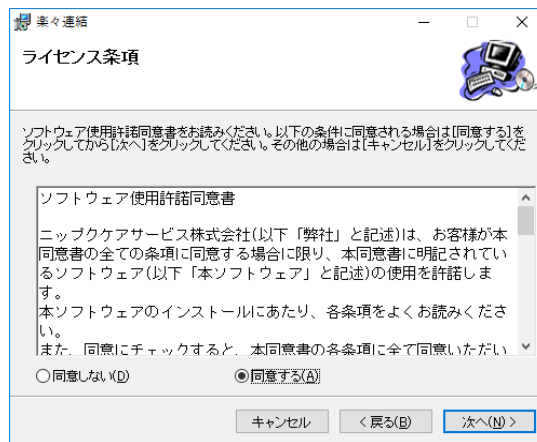 楽々連結
ライセンス条項
ソフトウェア使用許諾同意書をお読みください。以下の条件に同意される場合は[同意する]を
クリックしてから[次へ]をクリックしてください。その他の場合は[キャンセル]をクリックしてくだ
さい。
ソフトウェア使用許諾同意書
ニップクケアサービス株式会社(以下「弊社」と記述)は、お客様が本
同意書の全ての条項に同意する場合に限り、本同意書に明記されてい
るソフトウェア(以下「本ソフトウェア」と記述)の使用を許諾しま
す。
本ソフトウェアのインストールにあたり、各条項をよくお読みくださ
い。
また、同意にチェックすると、本同意書の各条項に全て同意いただい
同意しない(D)
同意する(A)
キャンセル
< 戻る(B)
次へ(N) >